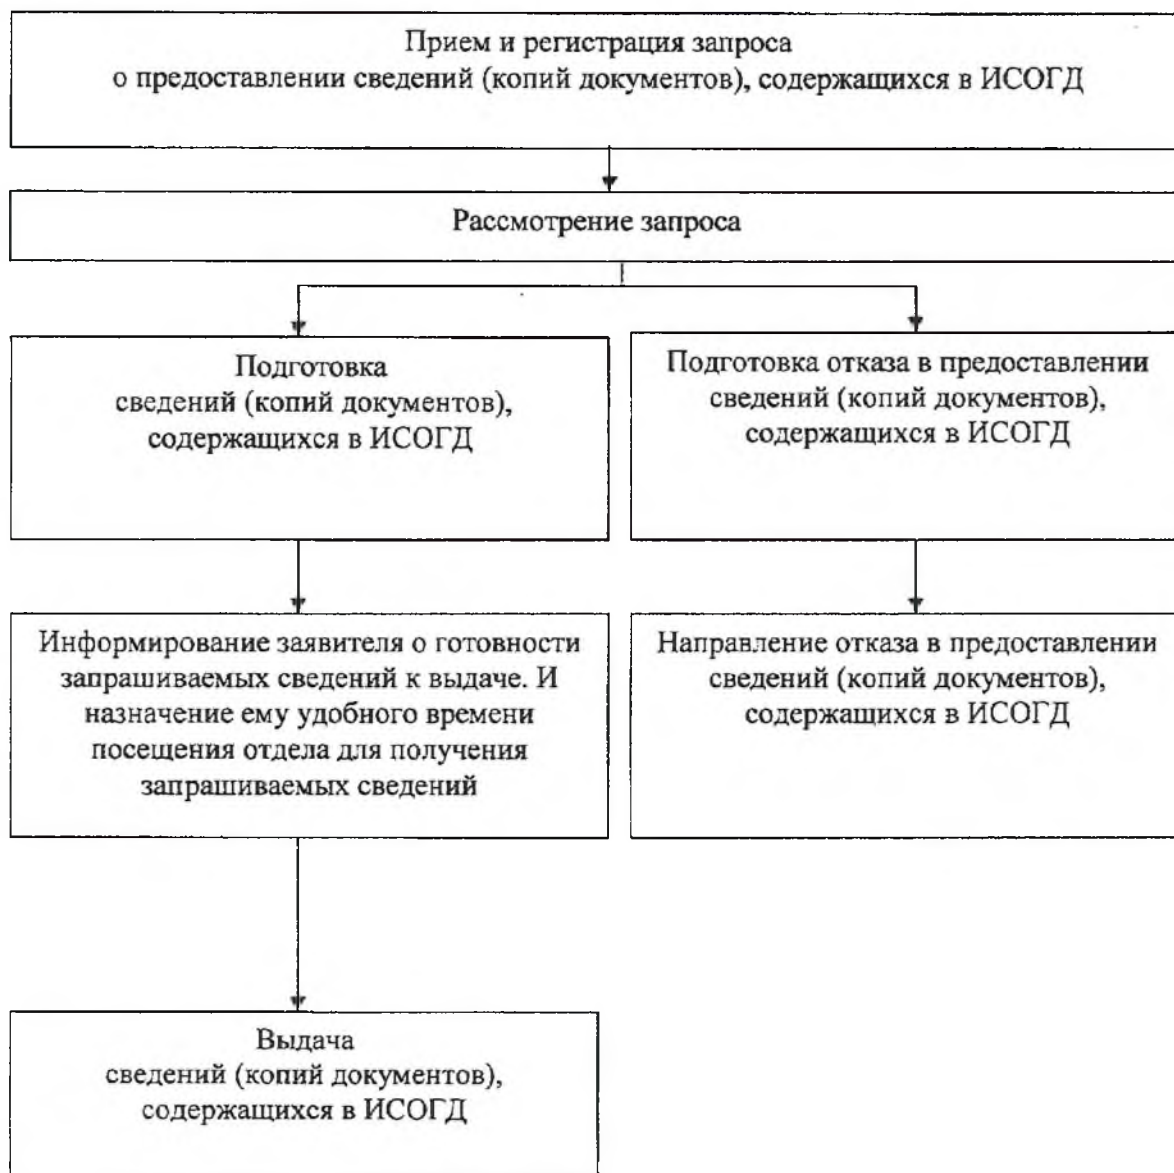 Прием и регистрация запроса
о предоставлении сведений (копий документов), содержащихся в ИСОГД
Рассмотрение запроса
Подготовка
сведений (копий документов),
содержащихся в ИСОГД
Подготовка отказа в предоставлении
сведений (копий документов),
содержащихся в ИСОГД
Информирование заявителя о готовности
запрашиваемых сведений к выдаче. И
назначение ему удобного времени
посещения отдела для получения
запрашиваемых сведений
Направление отказа в предоставлении
сведений (копий документов),
содержащихся в ИСОГД
Выдача
сведений (копий документов),
содержащихся в ИСОГД